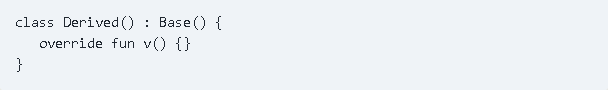 class Derived() : Base() {
   override fun v() {}
}